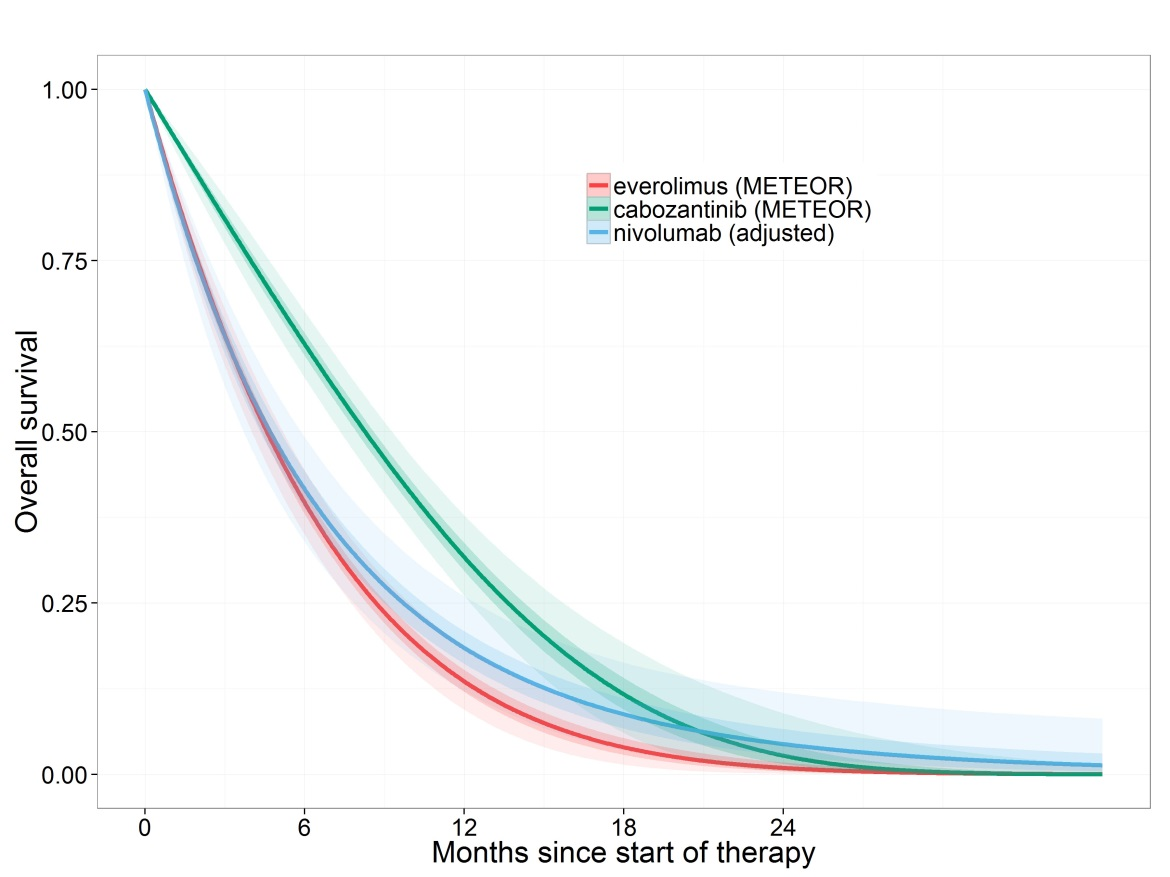 1.00
0.75
0.50
0.25
0.00
Overall survival
everolimus (METEOR)
cabozantinib (METEOR)
nivolumab (adjusted)
0 6 12 18 24
Months since start of therapy